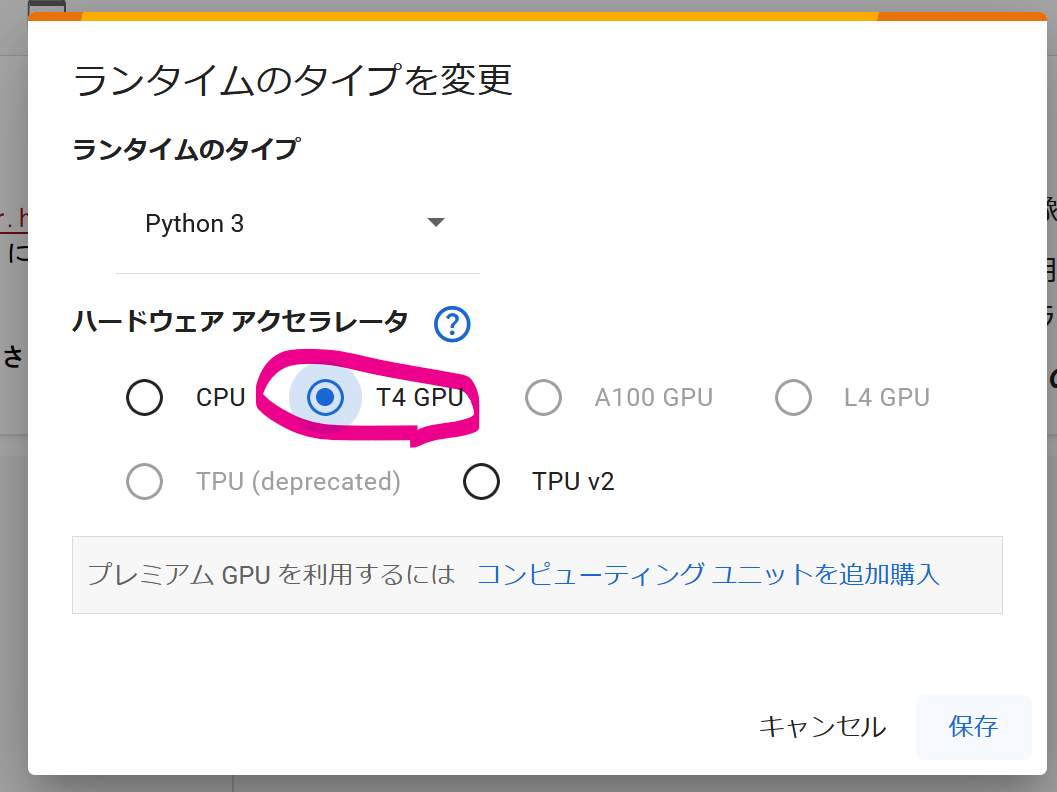 ランタイムのタイプを変更
ランタイムのタイプ
Python 3
ハードウェア アクセラレータ ?
CPU T4 GPU A100 GPU L4 GPU
TPU (deprecated) TPU v2
プレミアム GPU を利用するには コンピューティング ユニットを追加購入
キャンセル 保存